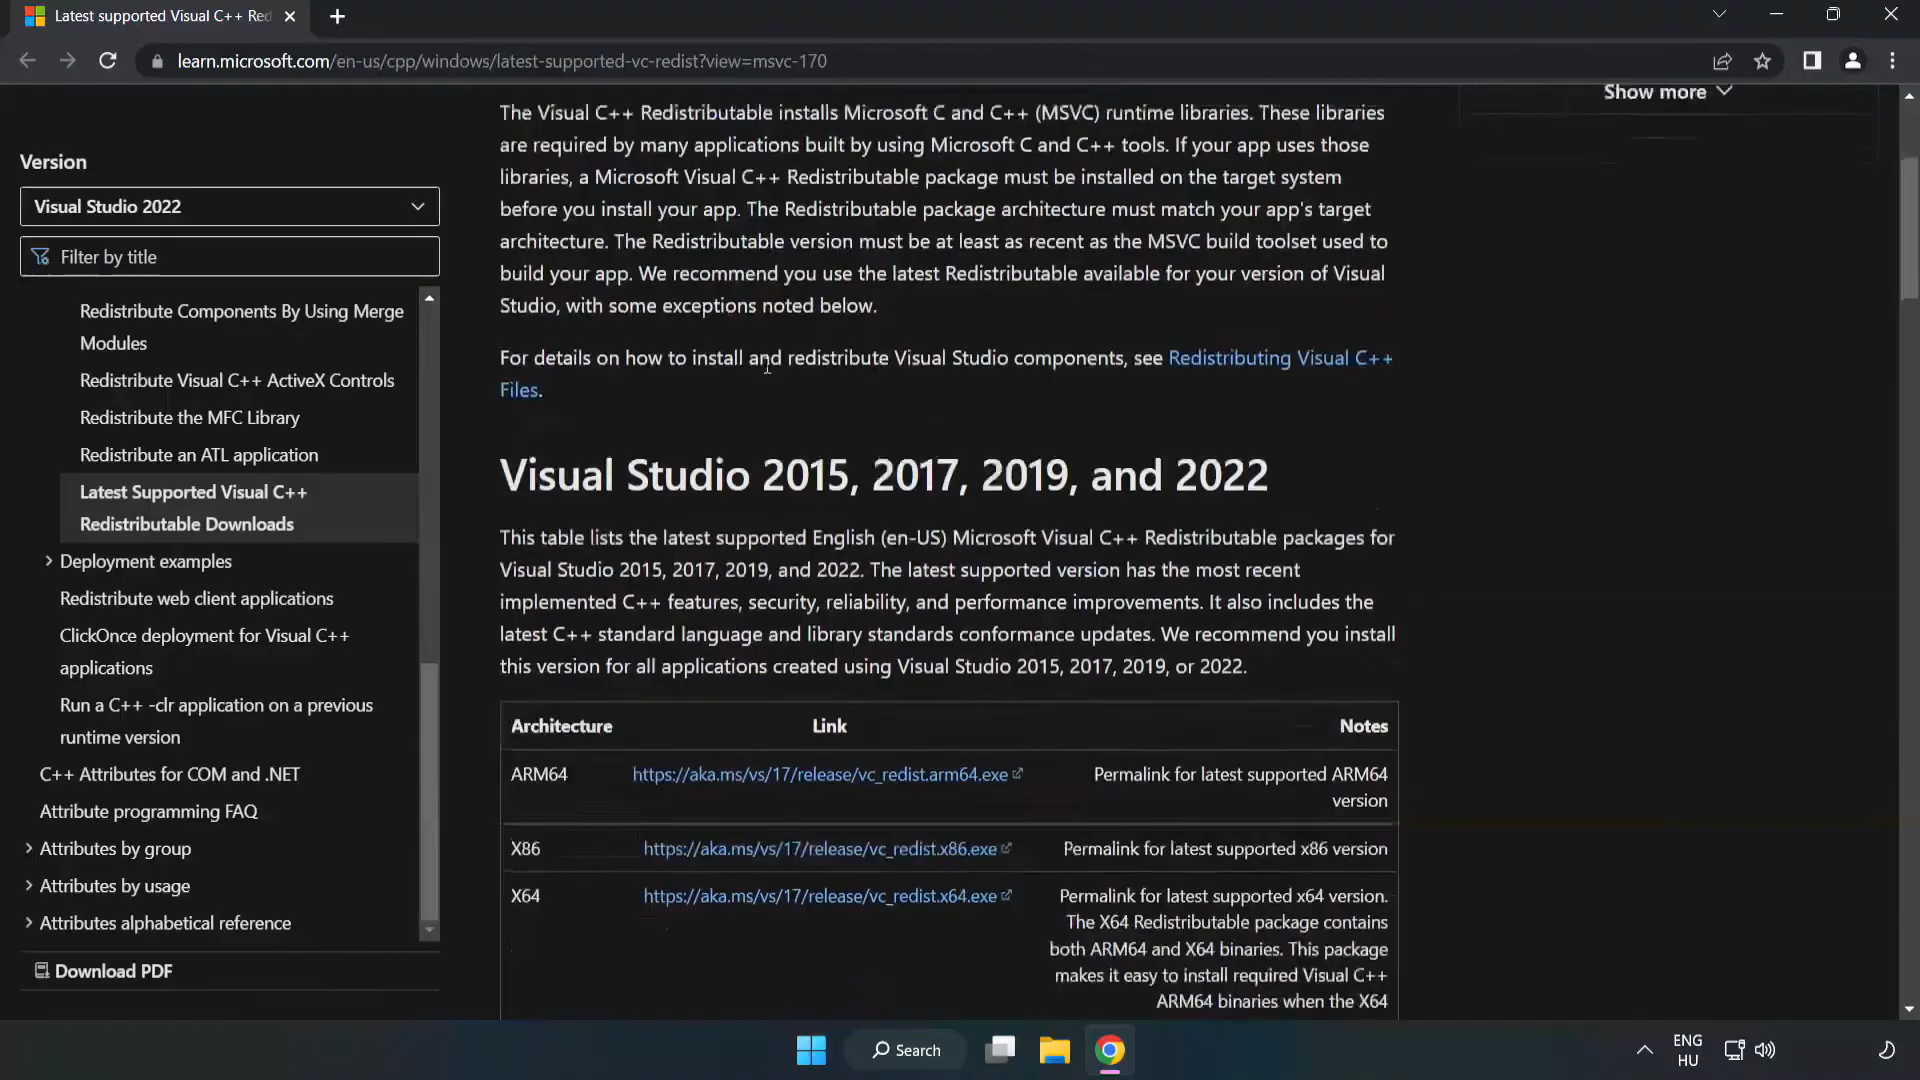 Latest supported Visual C++ Red
learn.microsoft.com/en-us/cpp/windows/latest-supported-vc-redist?view=msvc-170
Version
Visual Studio 2022
Filter by title
Redistribute Components By Using Merge
Modules
Redistribute Visual C++ ActiveX Controls
Redistribute the MFC Library
Redistribute an ATL application
Latest Supported Visual C++
Redistributable Downloads
Deployment examples
Redistribute web client applications
ClickOnce deployment for Visual C++
applications
Run a C++ -clr application on a previous
runtime version
C++ Attributes for COM and .NET
Attribute programming FAQ
Attributes by group
Attributes by usage
Attributes alphabetical reference
Download PDF
The Visual C++ Redistributable installs Microsoft C and C++ (MSVC) runtime libraries. These libraries
are required by many applications built by using Microsoft C and C++ tools. If your app uses those
libraries, a Microsoft Visual C++ Redistributable package must be installed on the target system
before you install your app. The Redistributable package architecture must match your app's target
architecture. The Redistributable version must be at least as recent as the MSVC build toolset used to
build your app. We recommend you use the latest Redistributable available for your version of Visual
Studio, with some exceptions noted below.
For details on how to install and redistribute Visual Studio components, see Redistributing Visual C++
Files.
Visual Studio 2015, 2017, 2019, and 2022
This table lists the latest supported English (en-US) Microsoft Visual C++ Redistributable packages for
Visual Studio 2015, 2017, 2019, and 2022. The latest supported version has the most recent
implemented C++ features, security, reliability, and performance improvements. It also includes the
latest C++ standard language and library standards conformance updates. We recommend you install
this version for all applications created using Visual Studio 2015, 2017, 2019, or 2022.
Architecture Link Notes
ARM64 https://aka.ms/vs/17/release/vc_redist.arm64.exe Permalink for latest supported ARM64
version
X86 https://aka.ms/vs/17/release/vc_redist.x86.exe Permalink for latest supported x86 version
X64 https://aka.ms/vs/17/release/vc_redist.x64.exe Permalink for latest supported x64 version.
The X64 Redistributable package contains
both ARM64 and X64 binaries. This package
makes it easy to install required Visual C++
ARM64 binaries when the X64
Show more
Search
ENG
HU